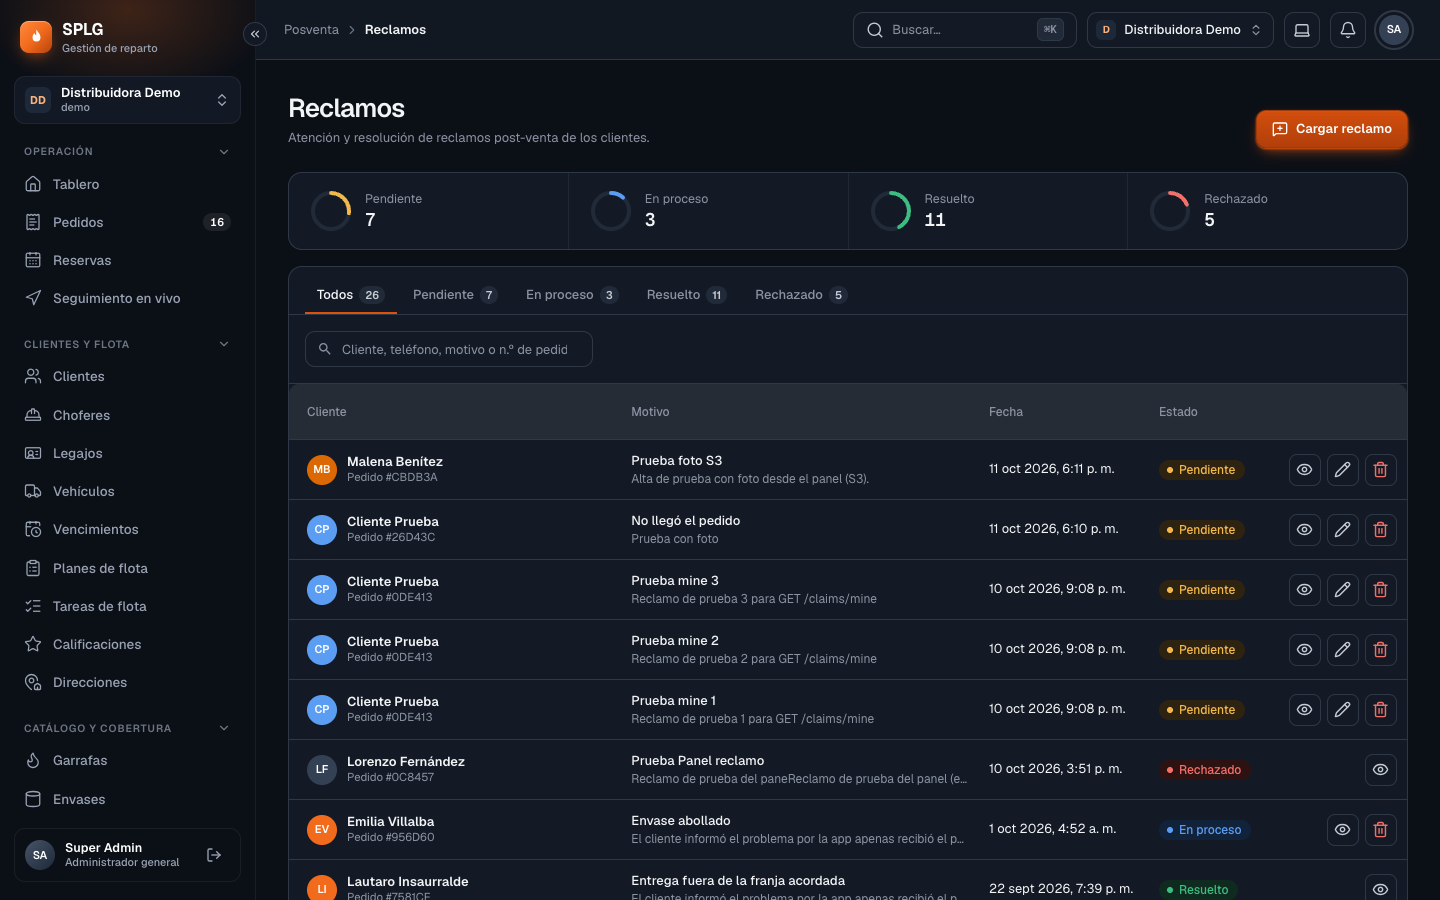 SPLG
Gestión de reparto
Posventa
Reclamos
Buscar...
⌘K
D
Distribuidora Demo
SA
DD
Distribuidora Demo
demo
OPERACIÓN
Tablero
Pedidos
16
Reservas
Seguimiento en vivo
CLIENTES Y FLOTA
Clientes
Choferes
Legajos
Vehículos
Vencimientos
Planes de flota
Tareas de flota
Calificaciones
Direcciones
CATÁLOGO Y COBERTURA
Garrafas
Envases
SA
Super Admin
Administrador general
Reclamos
Atención y resolución de reclamos post-venta de los clientes.
Cargar reclamo
Pendiente
7
En proceso
3
Resuelto
11
Rechazado
5
Todos 26
Pendiente 7
En proceso 3
Resuelto 11
Rechazado 5
Cliente, teléfono, motivo o n.º de pedid
Cliente
Motivo
Fecha
Estado
MB
Malena Benítez
Pedido #CBDB3A
Prueba foto S3
Alta de prueba con foto desde el panel (S3).
11 oct 2026, 6:11 p. m.
Pendiente
CP
Cliente Prueba
Pedido #26D43C
No llegó el pedido
Prueba con foto
11 oct 2026, 6:10 p. m.
Pendiente
CP
Cliente Prueba
Pedido #0DE413
Prueba mine 3
Reclamo de prueba 3 para GET /claims/mine
10 oct 2026, 9:08 p. m.
Pendiente
CP
Cliente Prueba
Pedido #0DE413
Prueba mine 2
Reclamo de prueba 2 para GET /claims/mine
10 oct 2026, 9:08 p. m.
Pendiente
CP
Cliente Prueba
Pedido #0DE413
Prueba mine 1
Reclamo de prueba 1 para GET /claims/mine
10 oct 2026, 9:08 p. m.
Pendiente
LF
Lorenzo Fernández
Pedido #0C8457
Prueba Panel reclamo
Reclamo de prueba del paneReclamo de prueba del panel (e...
10 oct 2026, 3:51 p. m.
Rechazado
EV
Emilia Villalba
Pedido #956D60
Envase abollado
El cliente informó el problema por la app apenas recibió el p...
1 oct 2026, 4:52 a. m.
En proceso
LI
Lautaro Insaurralde
Pedido #7581CF
Entrega fuera de la franja acordada
El cliente informó el problema por la app apenas recibió el p...
22 sept 2026, 7:39 p. m.
Resuelto